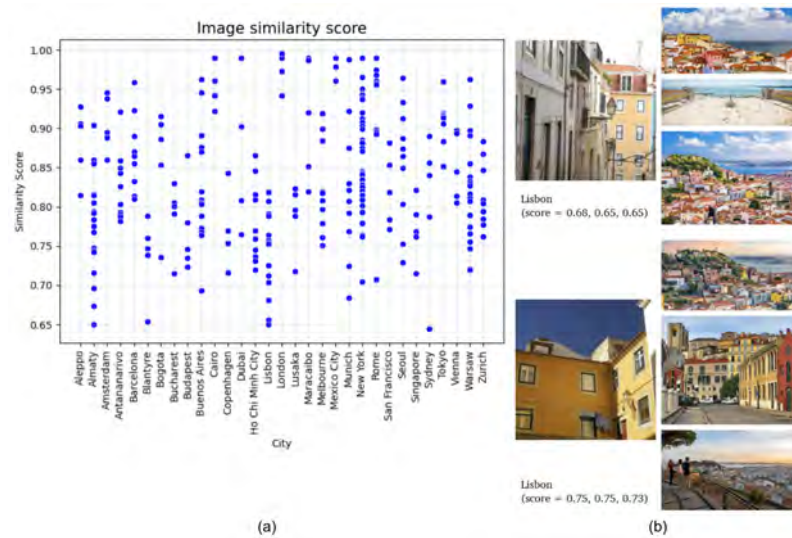 Image similarity score
Similarity Score
1.00
0.95
0.90
0.85
0.80
0.75
0.70
0.65
Aleppo
Almaty
Amsterdam
Antananarivo
Barcelona
Blantyre
Bogota
Bucharest
Budapest
Buenos Aires
Cairo
Copenhagen
Dubai
Ho Chi Minh City
Lisbon
London
Lusaka
Maracaibo
Melbourne
Mexico City
Munich
New York
Rome
San Francisco
Seoul
Singapore
Sydney
Tokyo
Vienna
Warsaw
Zurich
City
(a)
Lisbon
(score = 0.68, 0.65, 0.65)
Lisbon
(score = 0.75, 0.75, 0.73)
(b)